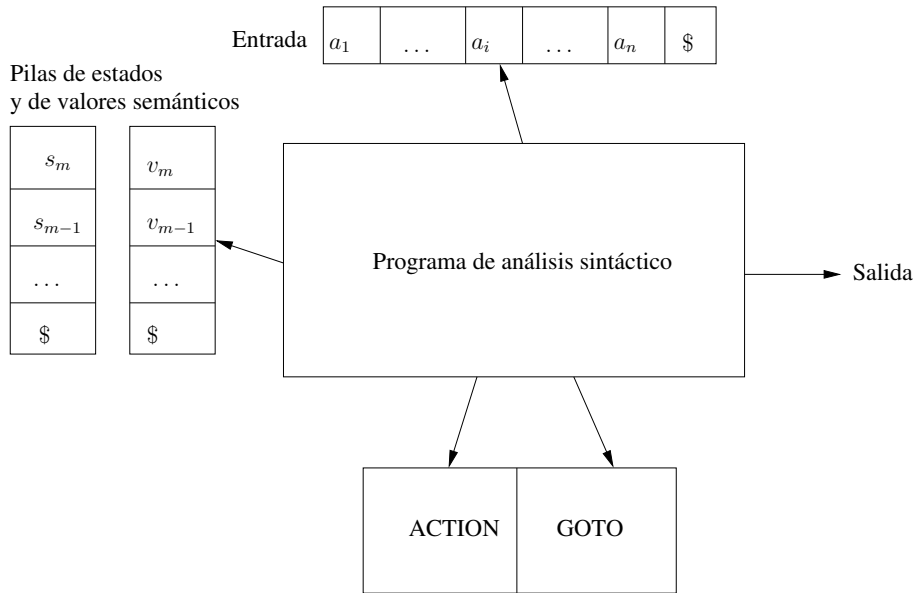 Entrada a₁ ... aᵢ ... aₙ $
Pilas de estados
y de valores semánticos
sₘ vₘ
sₘ₋₁ vₘ₋₁
... ...
$ $
Programa de análisis sintáctico
Salida
ACTION GOTO